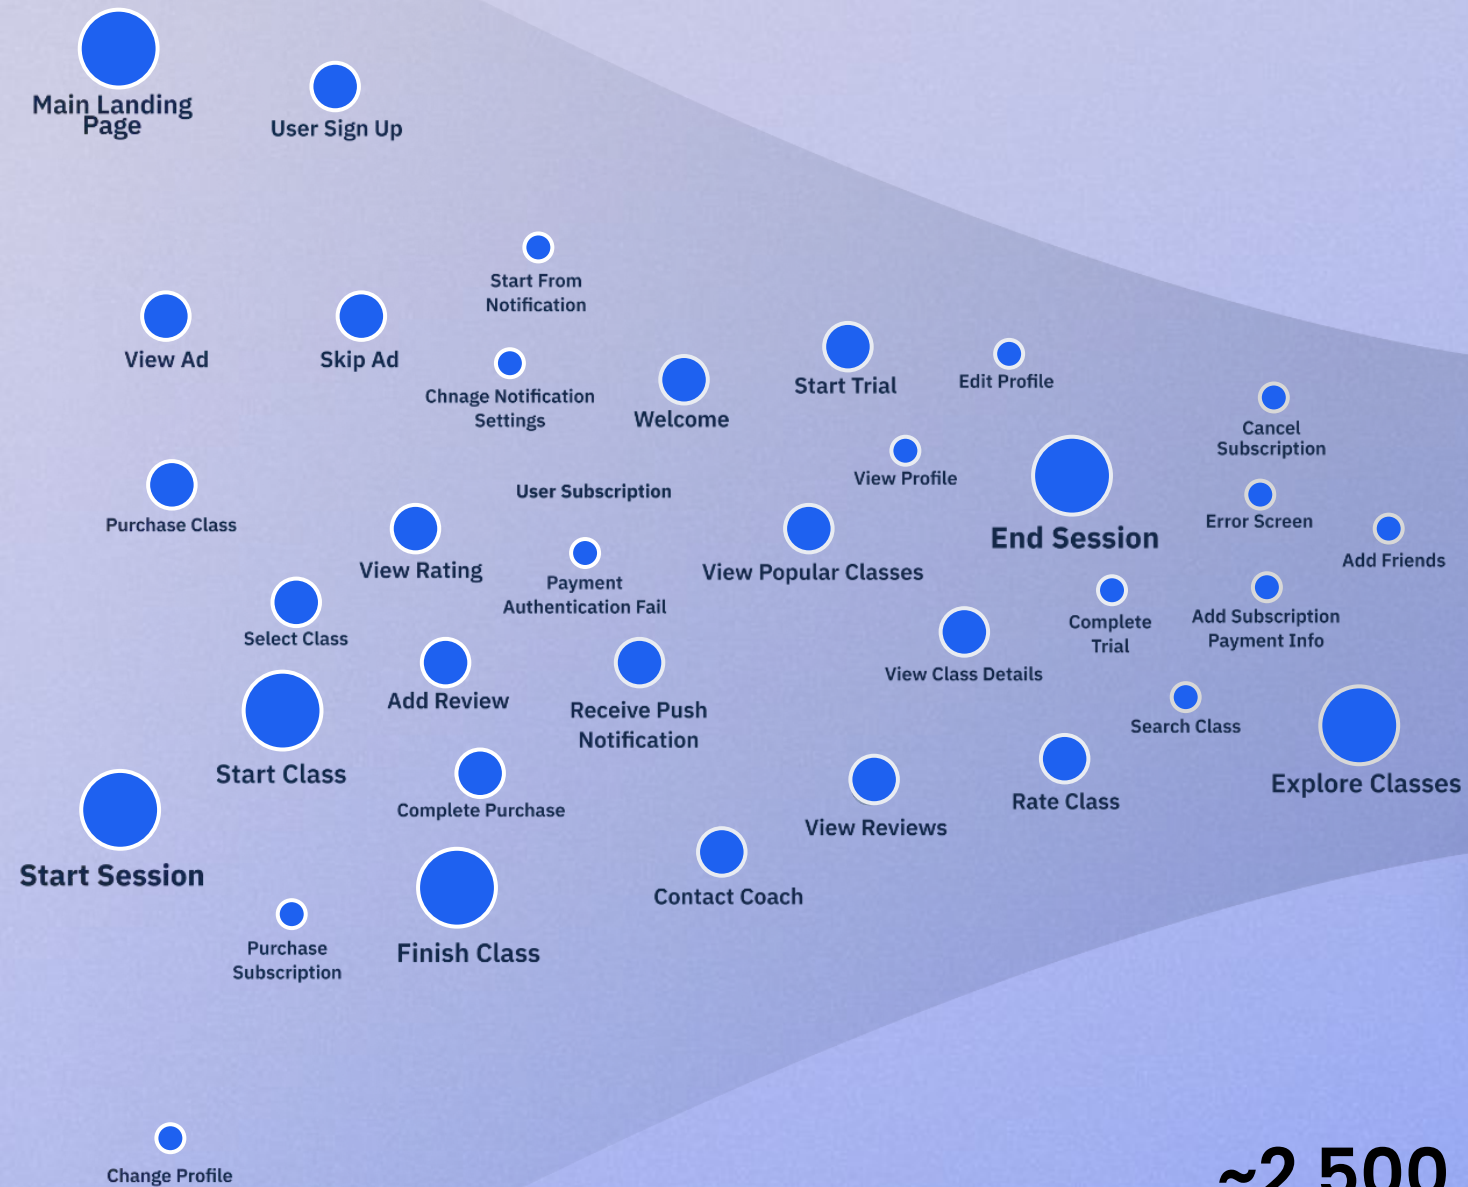 Main Landing
Page
User Sign Up
Start From
Notification
View Ad
Skip Ad
Chnage Notification
Settings
Welcome
Start Trial
Edit Profile
Cancel
Subscription
View Profile
User Subscription
Purchase Class
View Rating
Payment
Authentication Fail
View Popular Classes
End Session
Error Screen
Add Friends
Select Class
Complete
Trial
Add Subscription
Payment Info
View Class Details
Add Review
Receive Push
Notification
Search Class
Start Class
Explore Classes
Complete Purchase
Rate Class
View Reviews
Start Session
Contact Coach
Purchase
Subscription
Finish Class
Change Profile
~2,500